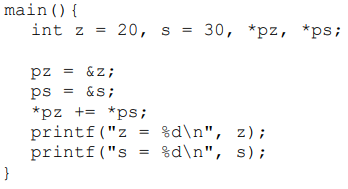 main(){
   int z = 20, s = 30, *pz, *ps;

   pz = &z;
   ps = &s;
   *pz += *ps;
   printf("z = %d\n", z);
   printf("s = %d\n", s);
}